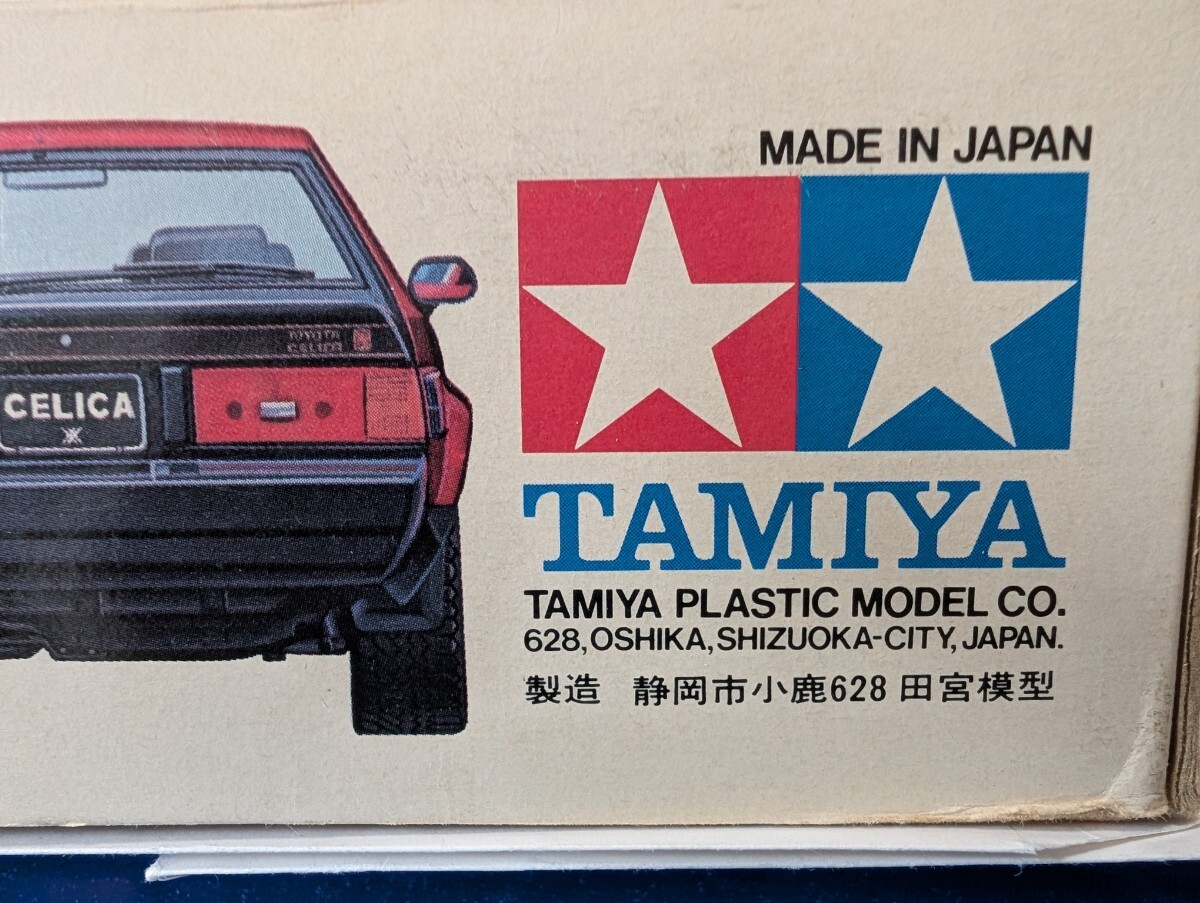 MADE IN JAPAN
TOYOTA
CELICA
CELICA
XX
TAMIYA
TAMIYA PLASTIC MODEL CO.
628, OSHIKA, SHIZUOKA-CITY, JAPAN.
製造 静岡市小鹿628 田宮模型